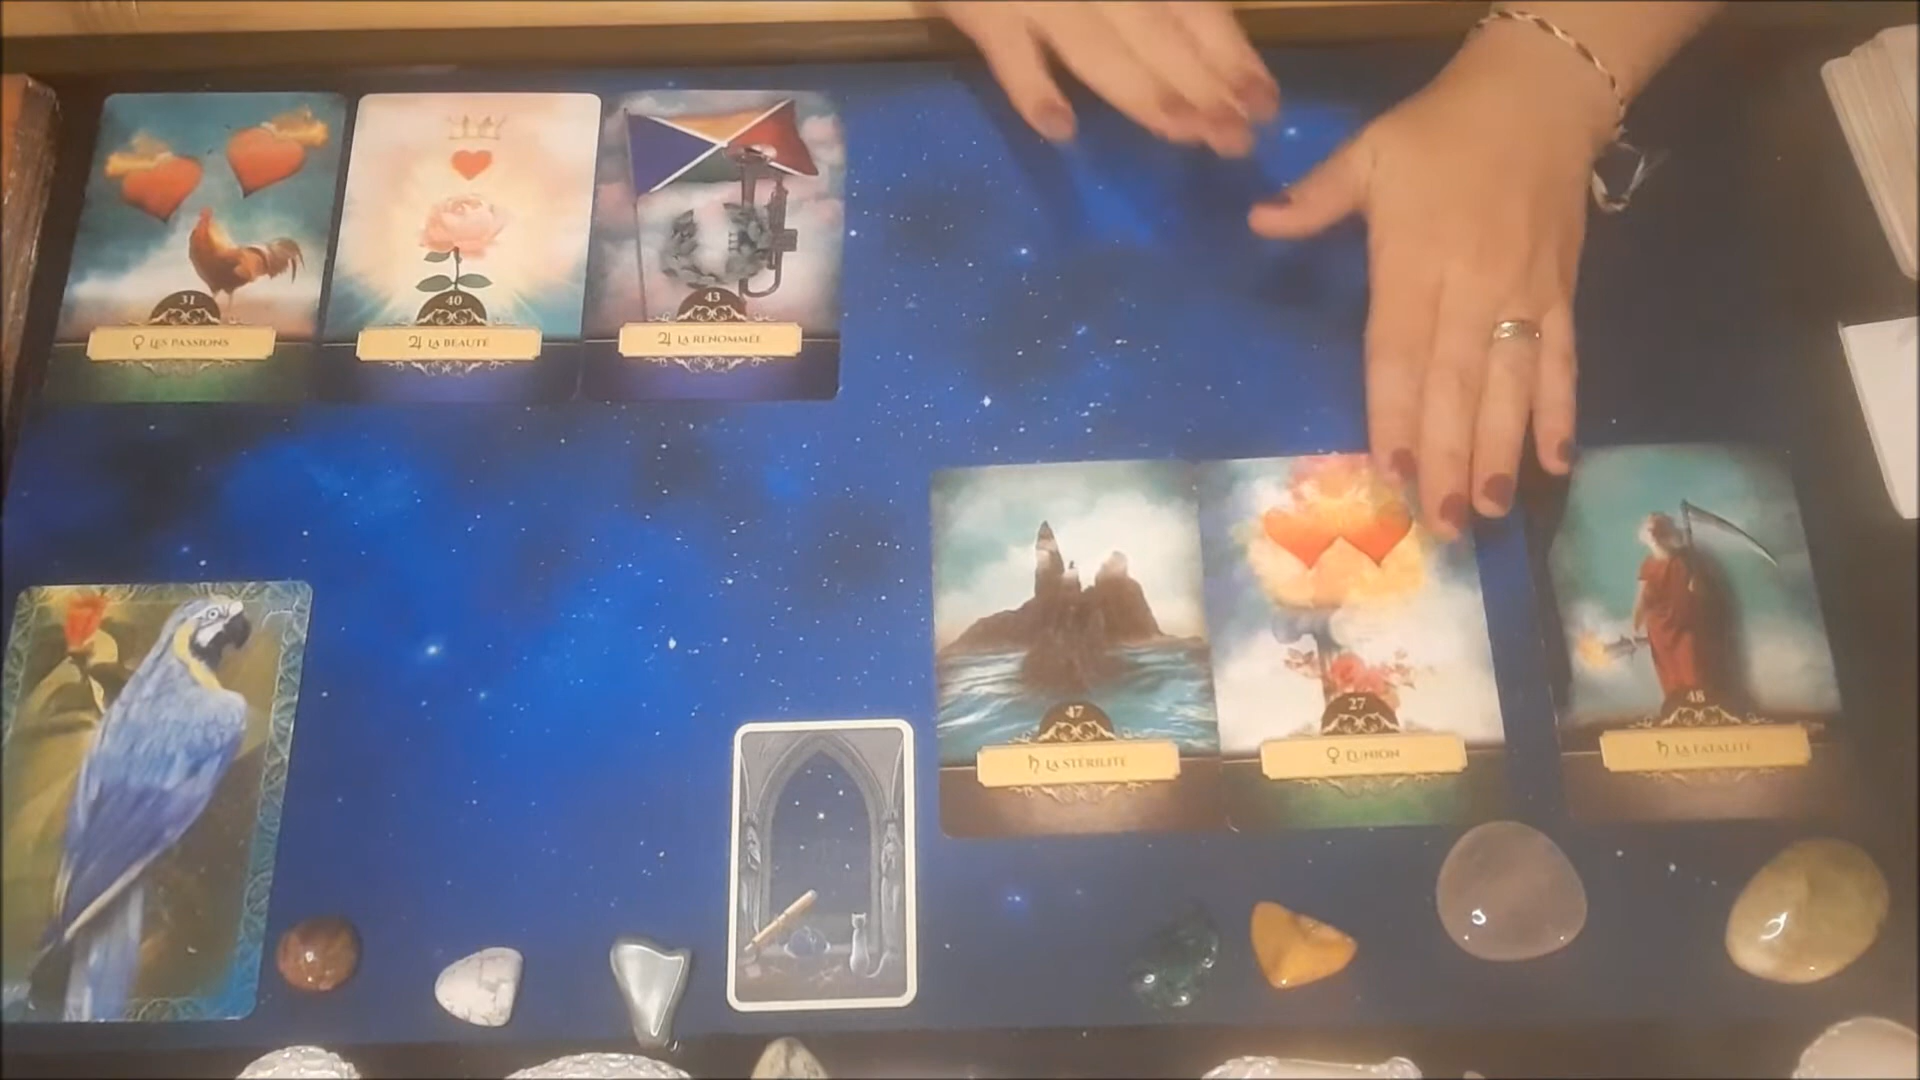 31
♀ LES PASSIONS
40
♃ LA BEAUTÉ
43
♃ LA RENOMMÉE
47
♄ LA STÉRILITÉ
27
♀ L'UNION
48
♄ LA FATALITÉ